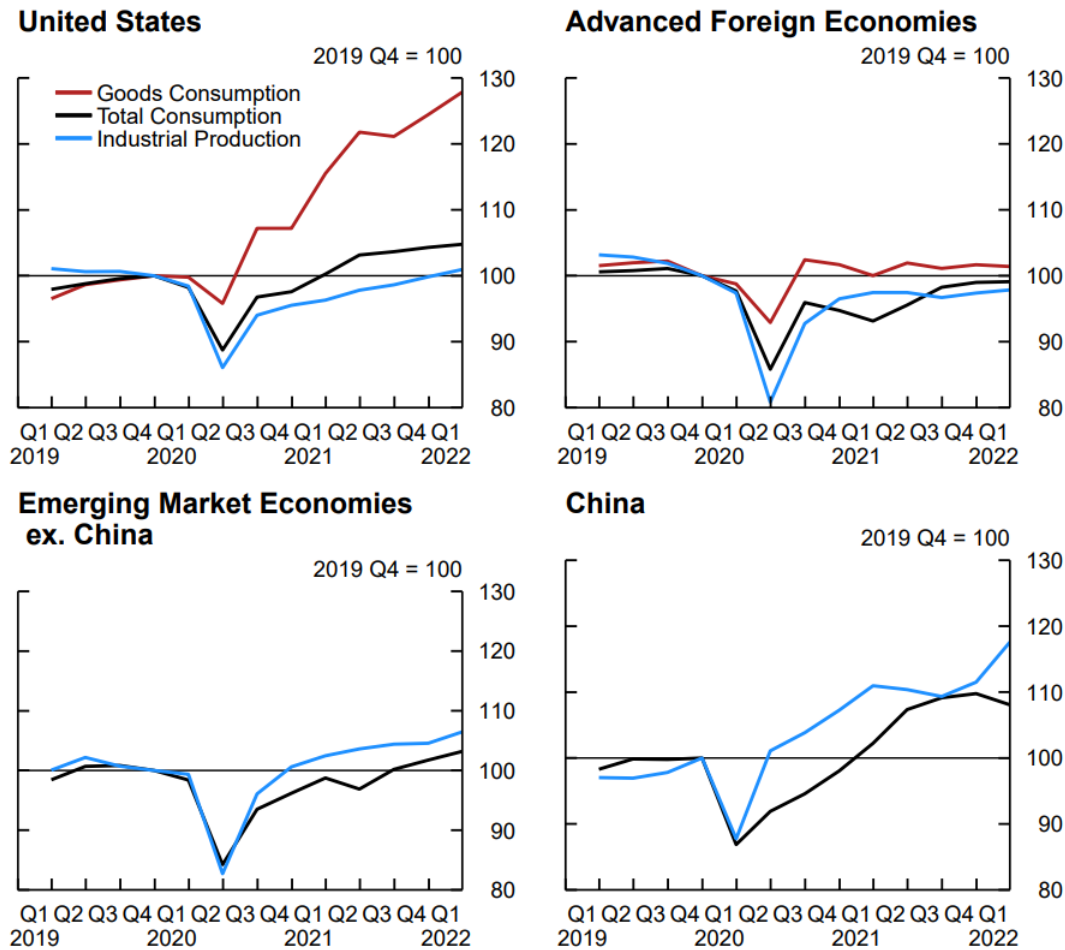 United States
2019 Q4 = 100
Goods Consumption
Total Consumption
Industrial Production
130
120
110
100
90
80
Q1 Q2 Q3 Q4 Q1 Q2 Q3 Q4 Q1 Q2 Q3 Q4 Q1
2019 2020 2021 2022
Advanced Foreign Economies
2019 Q4 = 100
130
120
110
100
90
80
Q1 Q2 Q3 Q4 Q1 Q2 Q3 Q4 Q1 Q2 Q3 Q4 Q1
2019 2020 2021 2022
Emerging Market Economies
ex. China
2019 Q4 = 100
130
120
110
100
90
80
Q1 Q2 Q3 Q4 Q1 Q2 Q3 Q4 Q1 Q2 Q3 Q4 Q1
2019 2020 2021 2022
China
2019 Q4 = 100
130
120
110
100
90
80
Q1 Q2 Q3 Q4 Q1 Q2 Q3 Q4 Q1 Q2 Q3 Q4 Q1
2019 2020 2021 2022